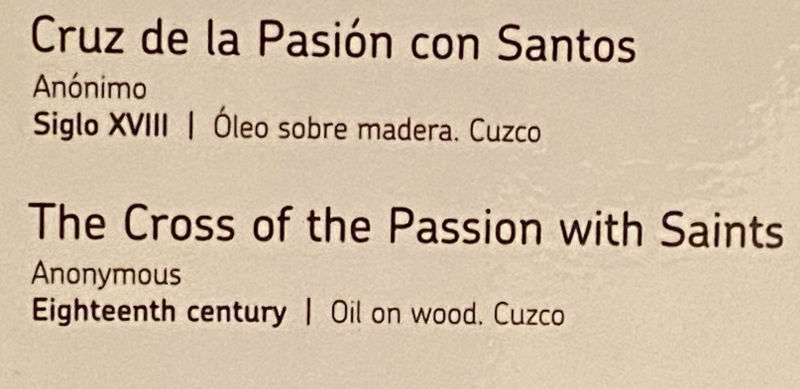 Cruz de la Pasión con Santos
Anónimo
Siglo XVIII | Óleo sobre madera. Cuzco
The Cross of the Passion with Saints
Anonymous
Eighteenth century | Oil on wood. Cuzco